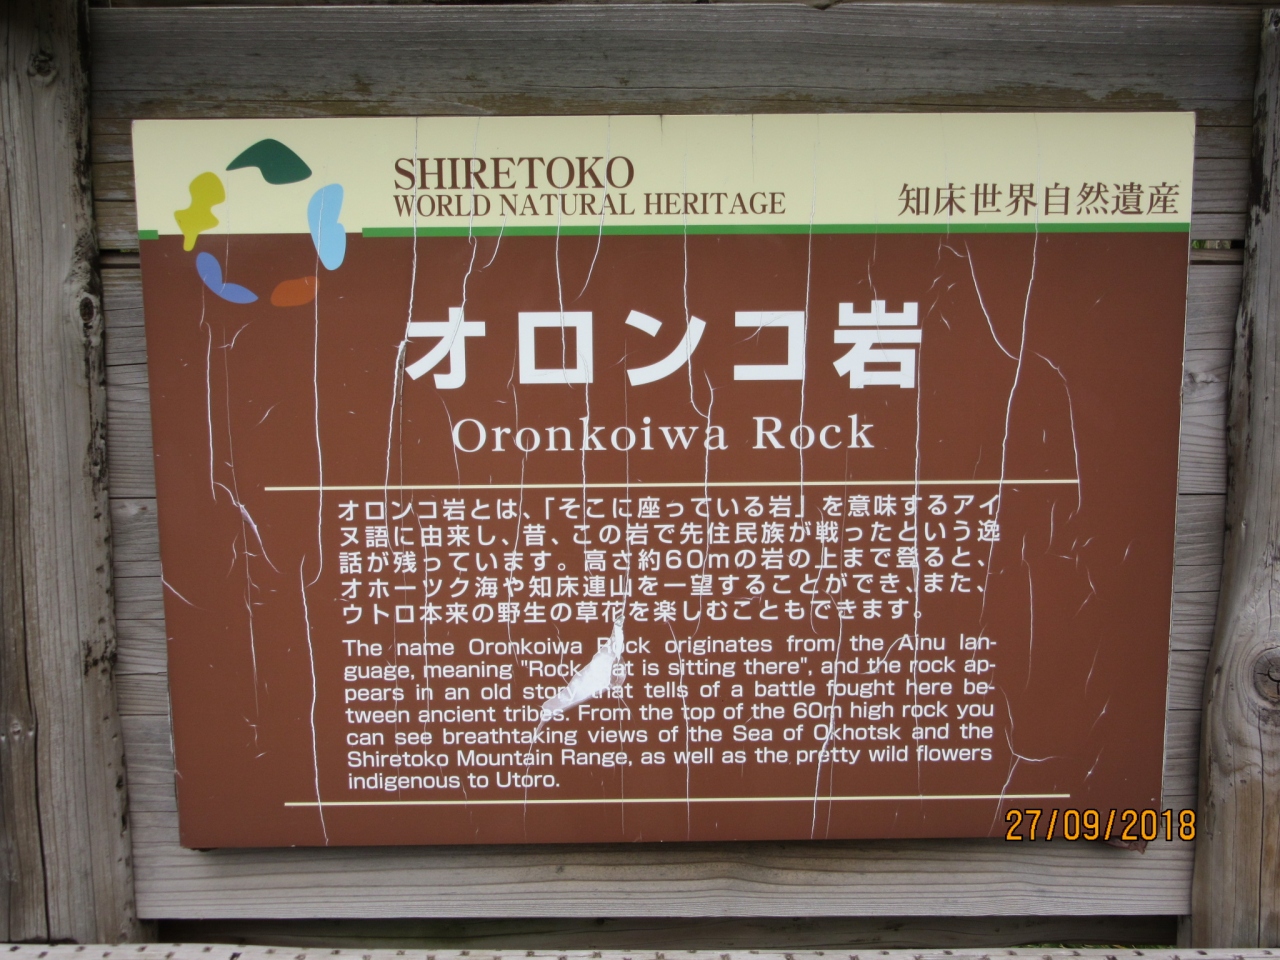 SHIRETOKO
WORLD NATURAL HERITAGE
知床世界自然遺産
オロンコ岩
Oronkoiwa Rock
オロンコ岩とは、「そこに座っている岩」を意味するアイ
ヌ語に由来し、昔、この岩で先住民族が戦ったという逸
話が残っています。高さ約60mの岩の上まで登ると、
オホーツク海や知床連山を一望することができ、また、
ウトロ本来の野生の草花を楽しむこともできます。
The name Oronkoiwa Rock originates from the Ainu lan-
guage, meaning "Rock that is sitting there", and the rock ap-
pears in an old story that tells of a battle fought here be-
tween ancient tribes. From the top of the 60m high rock you
can see breathtaking views of the Sea of Okhotsk and the
Shiretoko Mountain Range, as well as the pretty wild flowers
indigenous to Utoro.
27/09/2018